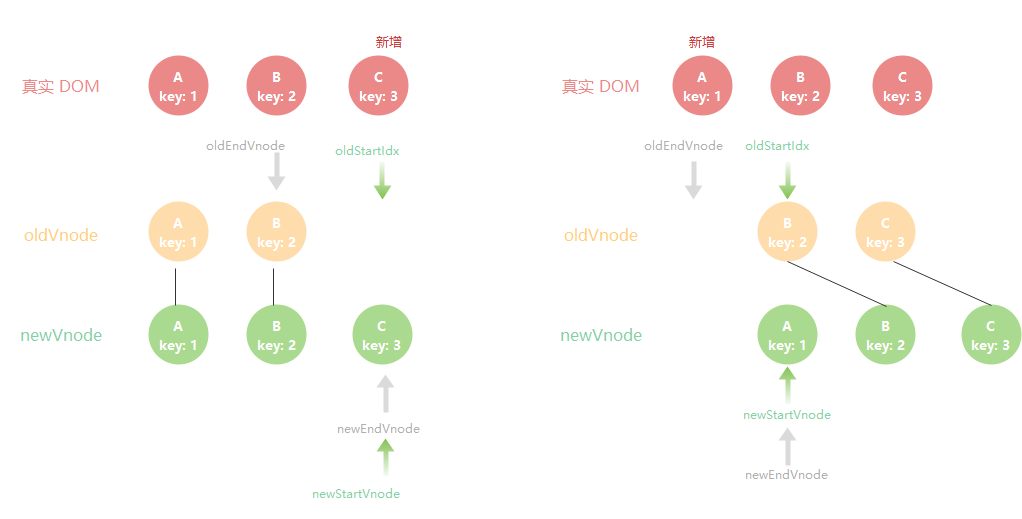 新增
真实 DOM
A
key: 1
B
key: 2
C
key: 3
oldEndVnode
oldStartIdx
oldVnode
A
key: 1
B
key: 2
newVnode
A
key: 1
B
key: 2
C
key: 3
newEndVnode
newStartVnode
新增
真实 DOM
A
key: 1
B
key: 2
C
key: 3
oldEndVnode
oldStartIdx
oldVnode
B
key: 2
C
key: 3
newVnode
A
key: 1
B
key: 2
C
key: 3
newStartVnode
newEndVnode